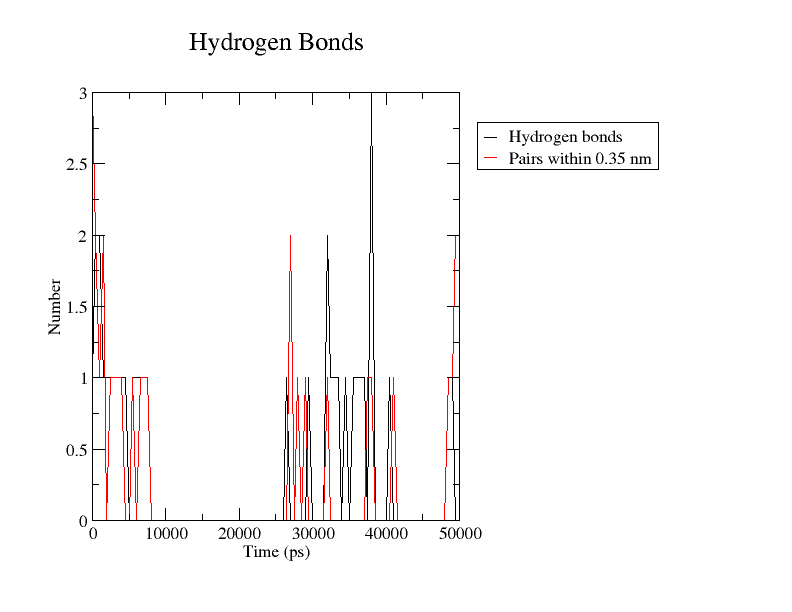 Hydrogen Bonds
3
2.5
2
1.5
1
0.5
0
Number
0 10000 20000 30000 40000 50000
Time (ps)
Hydrogen bonds
Pairs within 0.35 nm